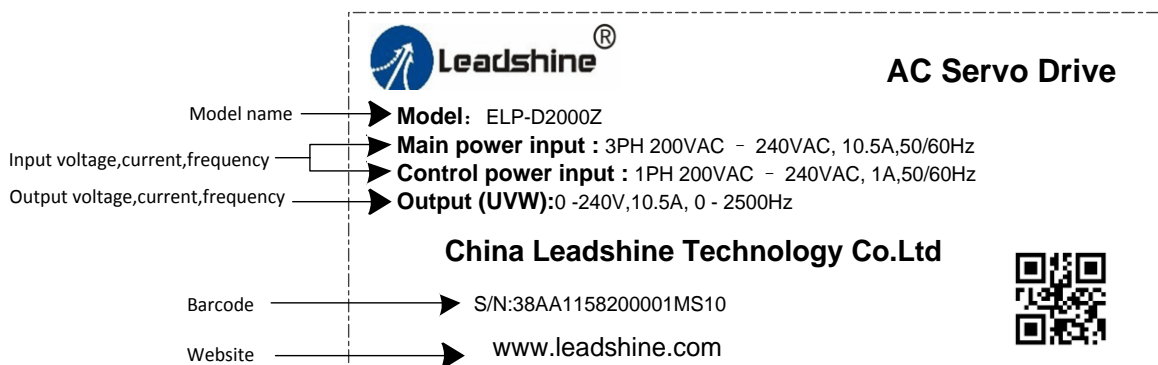 Leadshine®
AC Servo Drive
Model name
Model：ELP-D2000Z
Main power input : 3PH 200VAC – 240VAC, 10.5A,50/60Hz
Input voltage,current,frequency
Control power input : 1PH 200VAC – 240VAC, 1A,50/60Hz
Output voltage,current,frequency
Output (UVW):0 -240V,10.5A, 0 - 2500Hz
China Leadshine Technology Co.Ltd
Barcode
S/N:38AA1158200001MS10
Website
www.leadshine.com